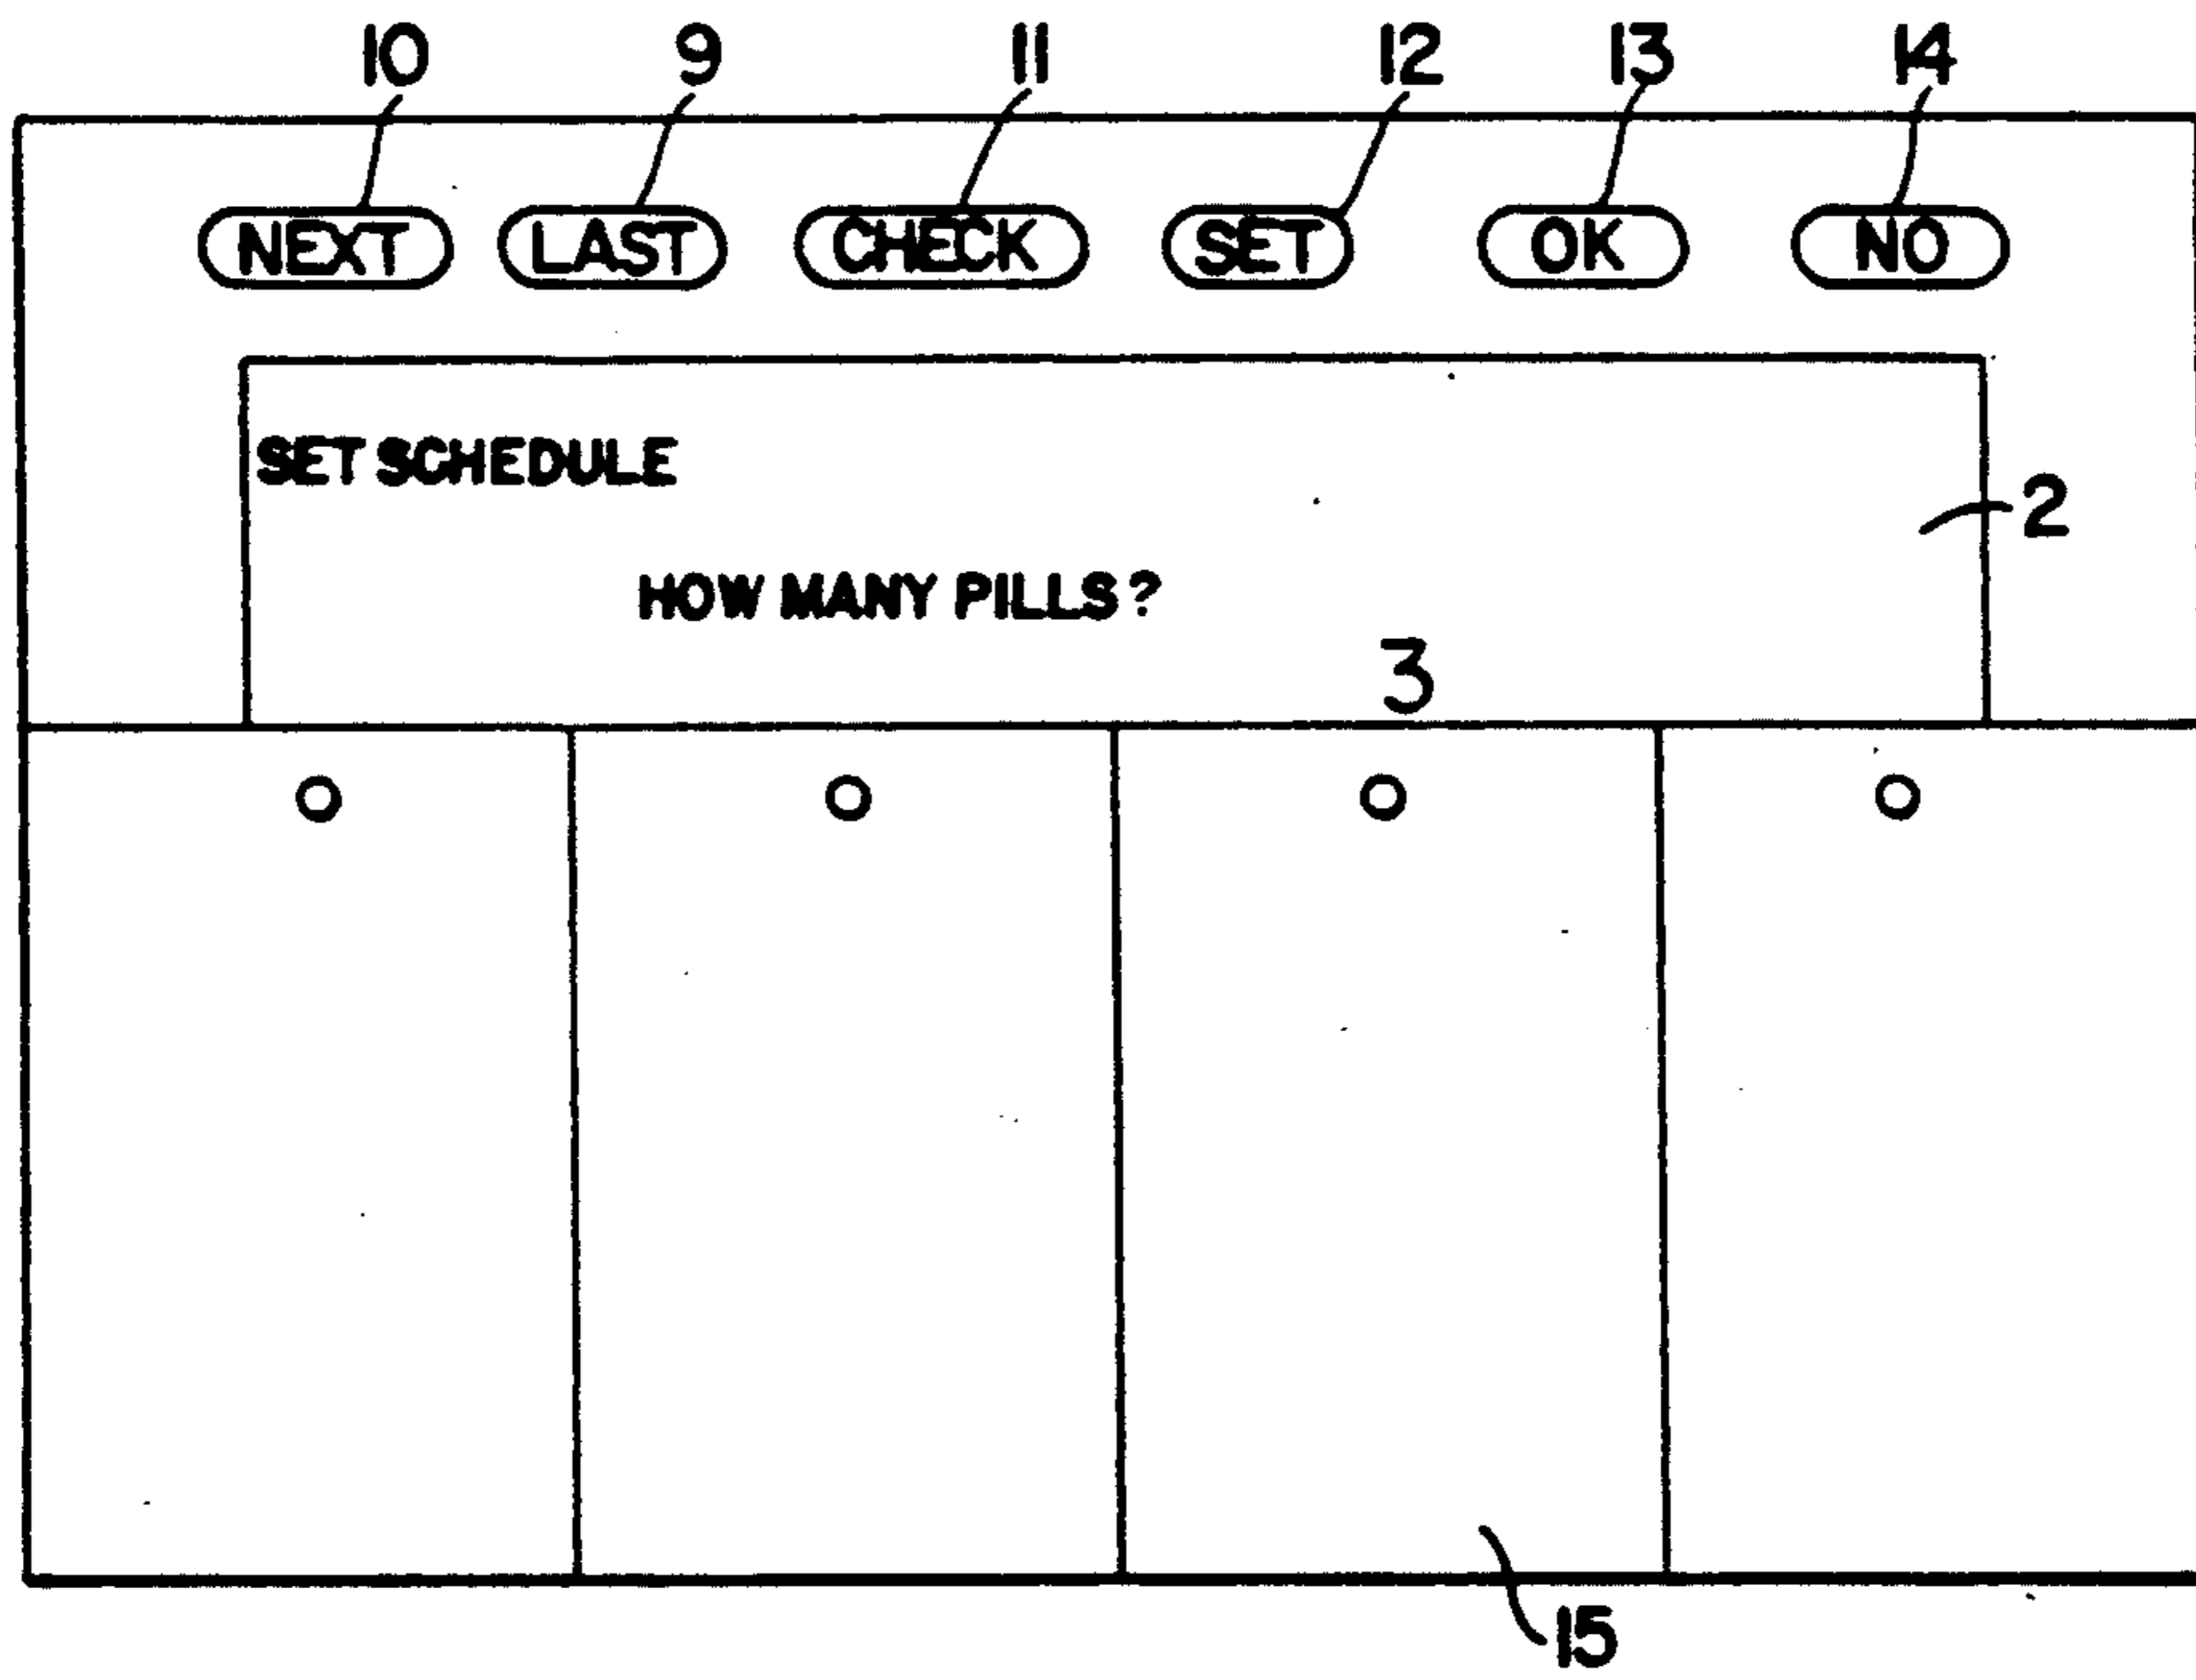 10 9 11 12 13 14
NEXT LAST CHECK SET OK NO
SET SCHEDULE
2
HOW MANY PILLS?
3
15